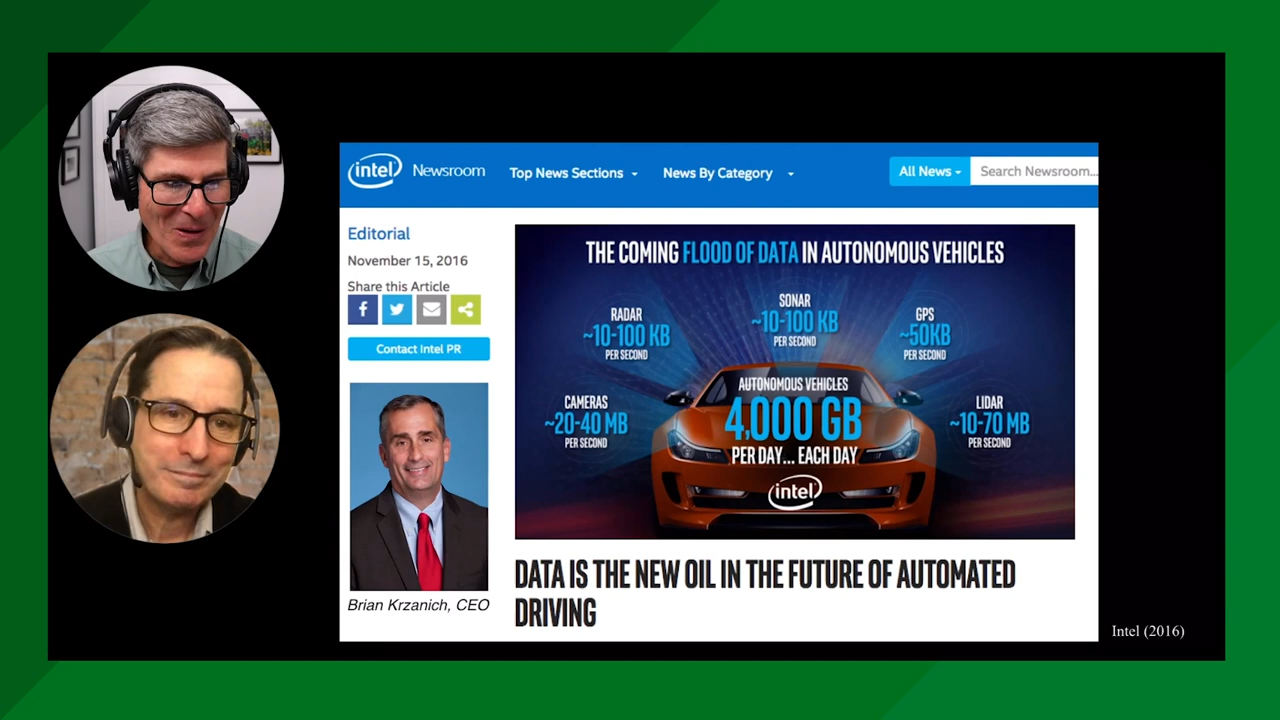 intel Newsroom
Top News Sections
News By Category
All News
Search Newsroom...
Editorial
November 15, 2016
Share this Article
Contact Intel PR
Brian Krzanich, CEO
THE COMING FLOOD OF DATA IN AUTONOMOUS VEHICLES
RADAR
~10-100 KB
PER SECOND
SONAR
~10-100 KB
PER SECOND
GPS
~50KB
PER SECOND
CAMERAS
~20-40 MB
PER SECOND
AUTONOMOUS VEHICLES
4,000 GB
PER DAY... EACH DAY
intel
LIDAR
~10-70 MB
PER SECOND
DATA IS THE NEW OIL IN THE FUTURE OF AUTOMATED
DRIVING
Intel (2016)